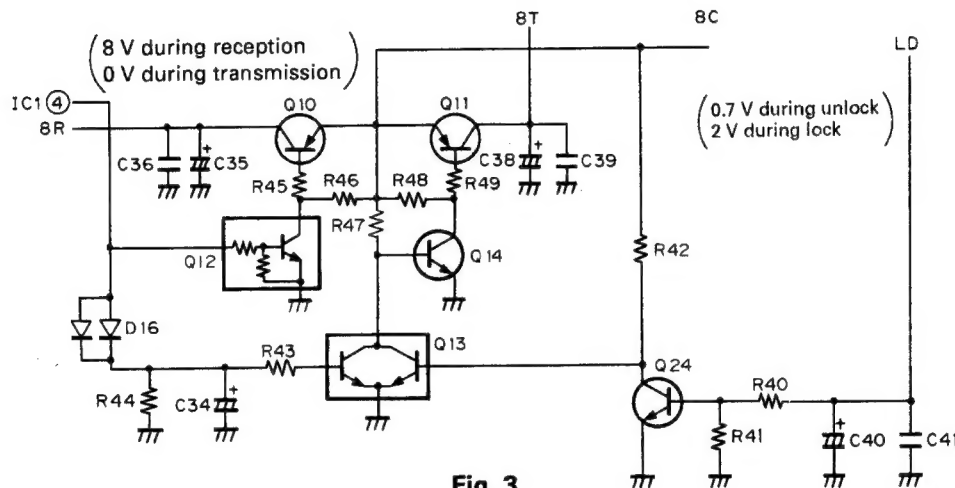 8T
8C
LD
8 V during reception
0 V during transmission
0.7 V during unlock
2 V during lock
IC1 ④
8R
Q10
Q11
C36
C35
R45
R46
R48
R49
C38
C39
R47
Q12
Q14
R42
D16
R43
Q13
Q24
R44
C34
R40
R41
C40
C41
Fig. 3